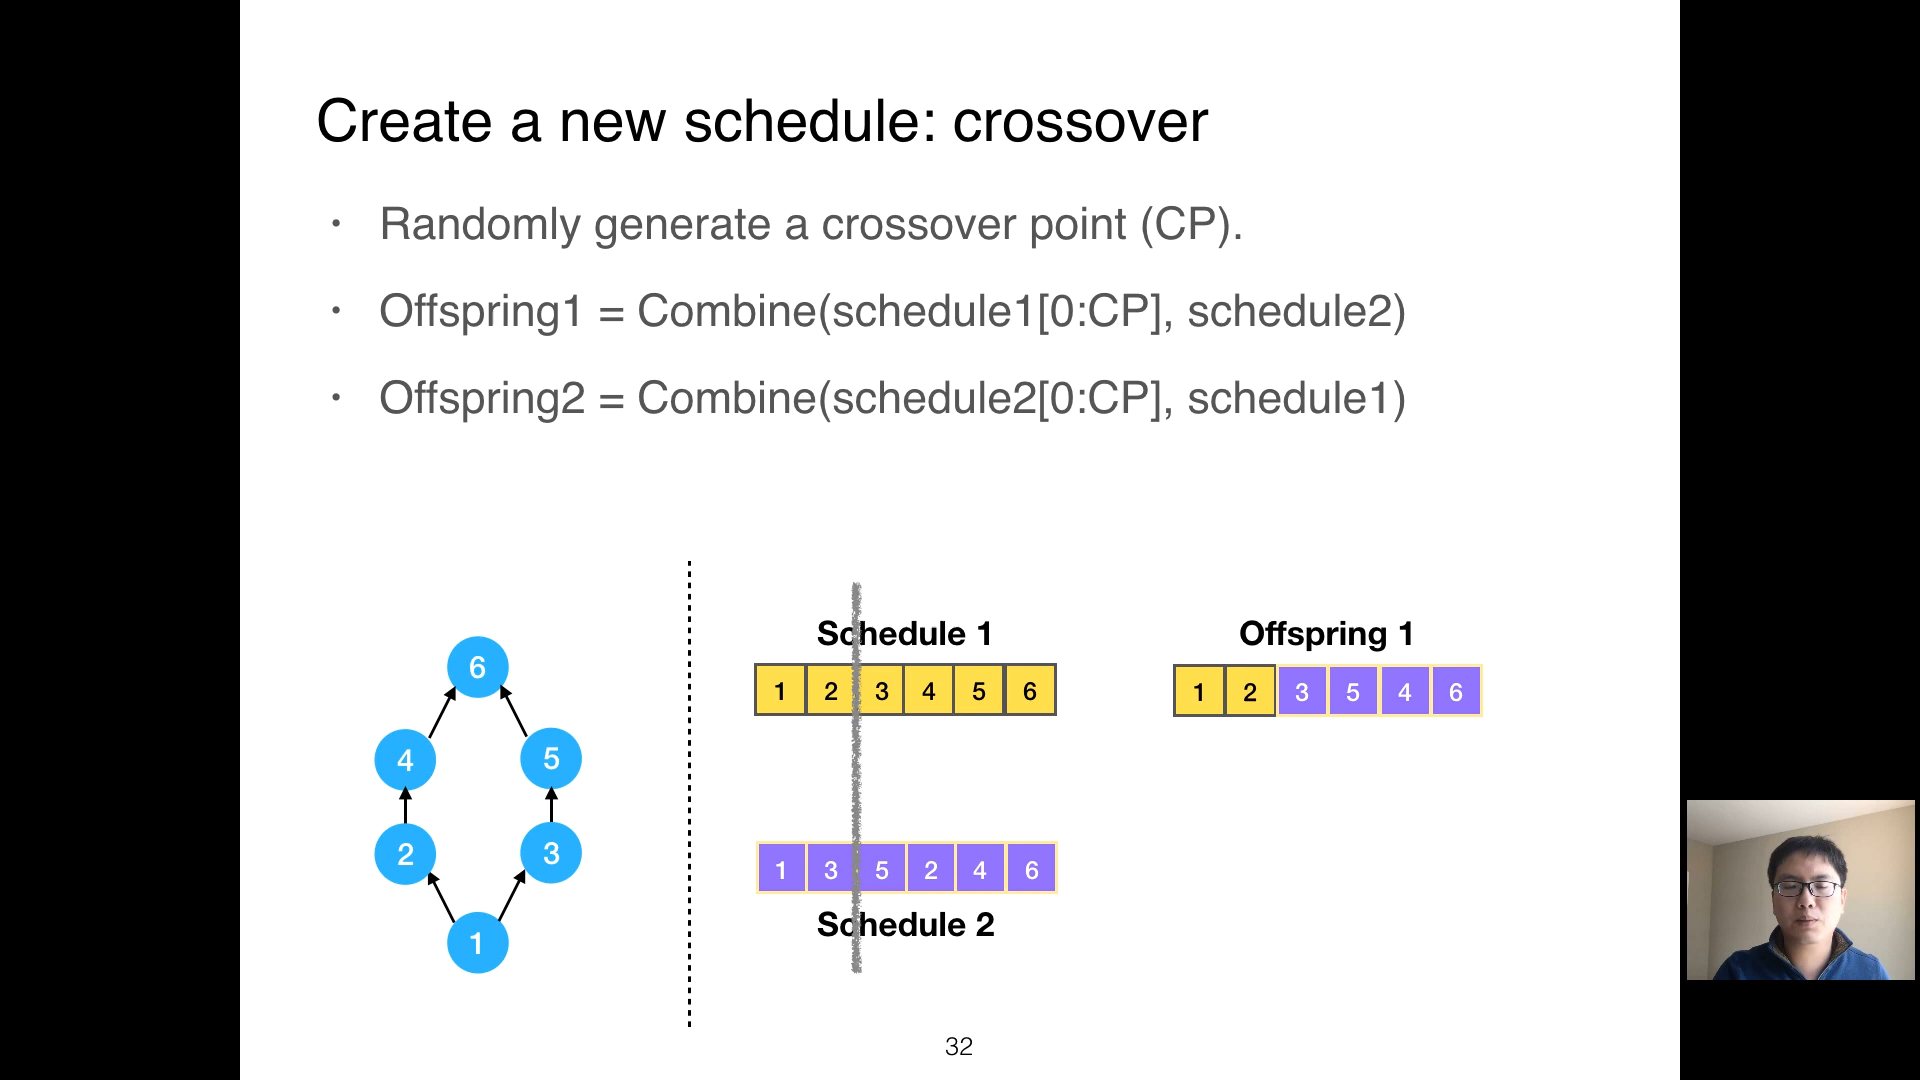 Create a new schedule: crossover
• Randomly generate a crossover point (CP).
• Offspring1 = Combine(schedule1[0:CP], schedule2)
• Offspring2 = Combine(schedule2[0:CP], schedule1)
6
4 5
2 3
1
Schedule 1
1 2 3 4 5 6
1 3 5 2 4 6
Schedule 2
Offspring 1
1 2 3 5 4 6
32